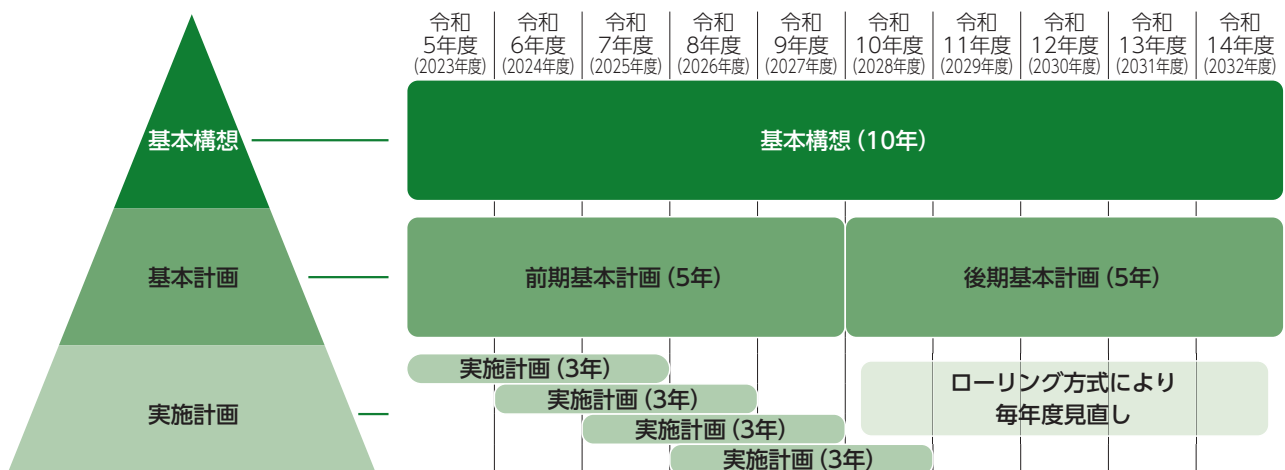 令和
5年度
(2023年度)
令和
6年度
(2024年度)
令和
7年度
(2025年度)
令和
8年度
(2026年度)
令和
9年度
(2027年度)
令和
10年度
(2028年度)
令和
11年度
(2029年度)
令和
12年度
(2030年度)
令和
13年度
(2031年度)
令和
14年度
(2032年度)
基本構想
基本構想(10年)
基本計画
前期基本計画(5年)
後期基本計画(5年)
実施計画
実施計画(3年)
実施計画(3年)
実施計画(3年)
実施計画(3年)
ローリング方式により
毎年度見直し